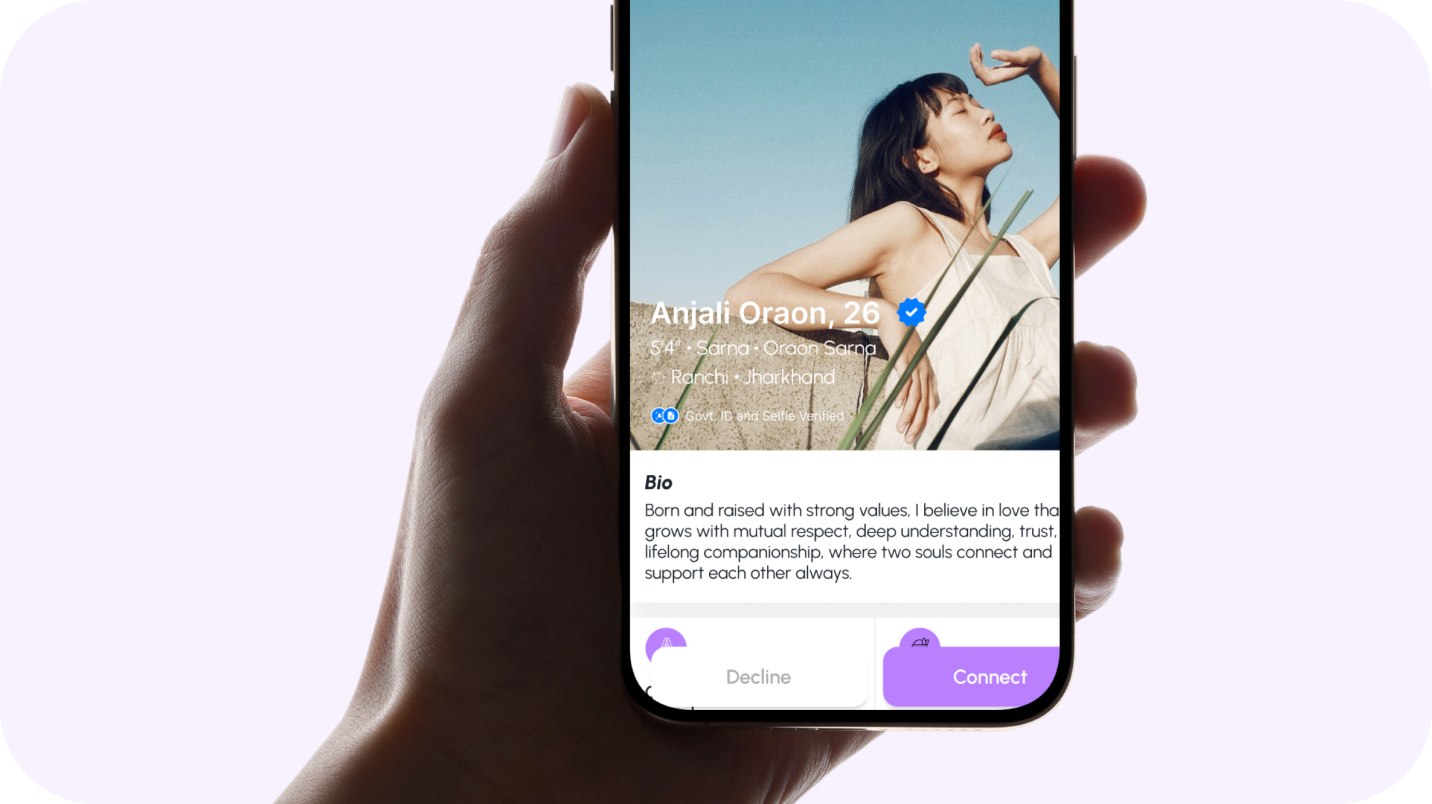 Anjali Oraon, 26
5'4" • Sarna • Oraon Sarna
Ranchi • Jharkhand
Govt. ID and Selfie Verified
Bio
Born and raised with strong values, I believe in love tha
grows with mutual respect, deep understanding, trust,
lifelong companionship, where two souls connect and
support each other always.
Decline
Connect